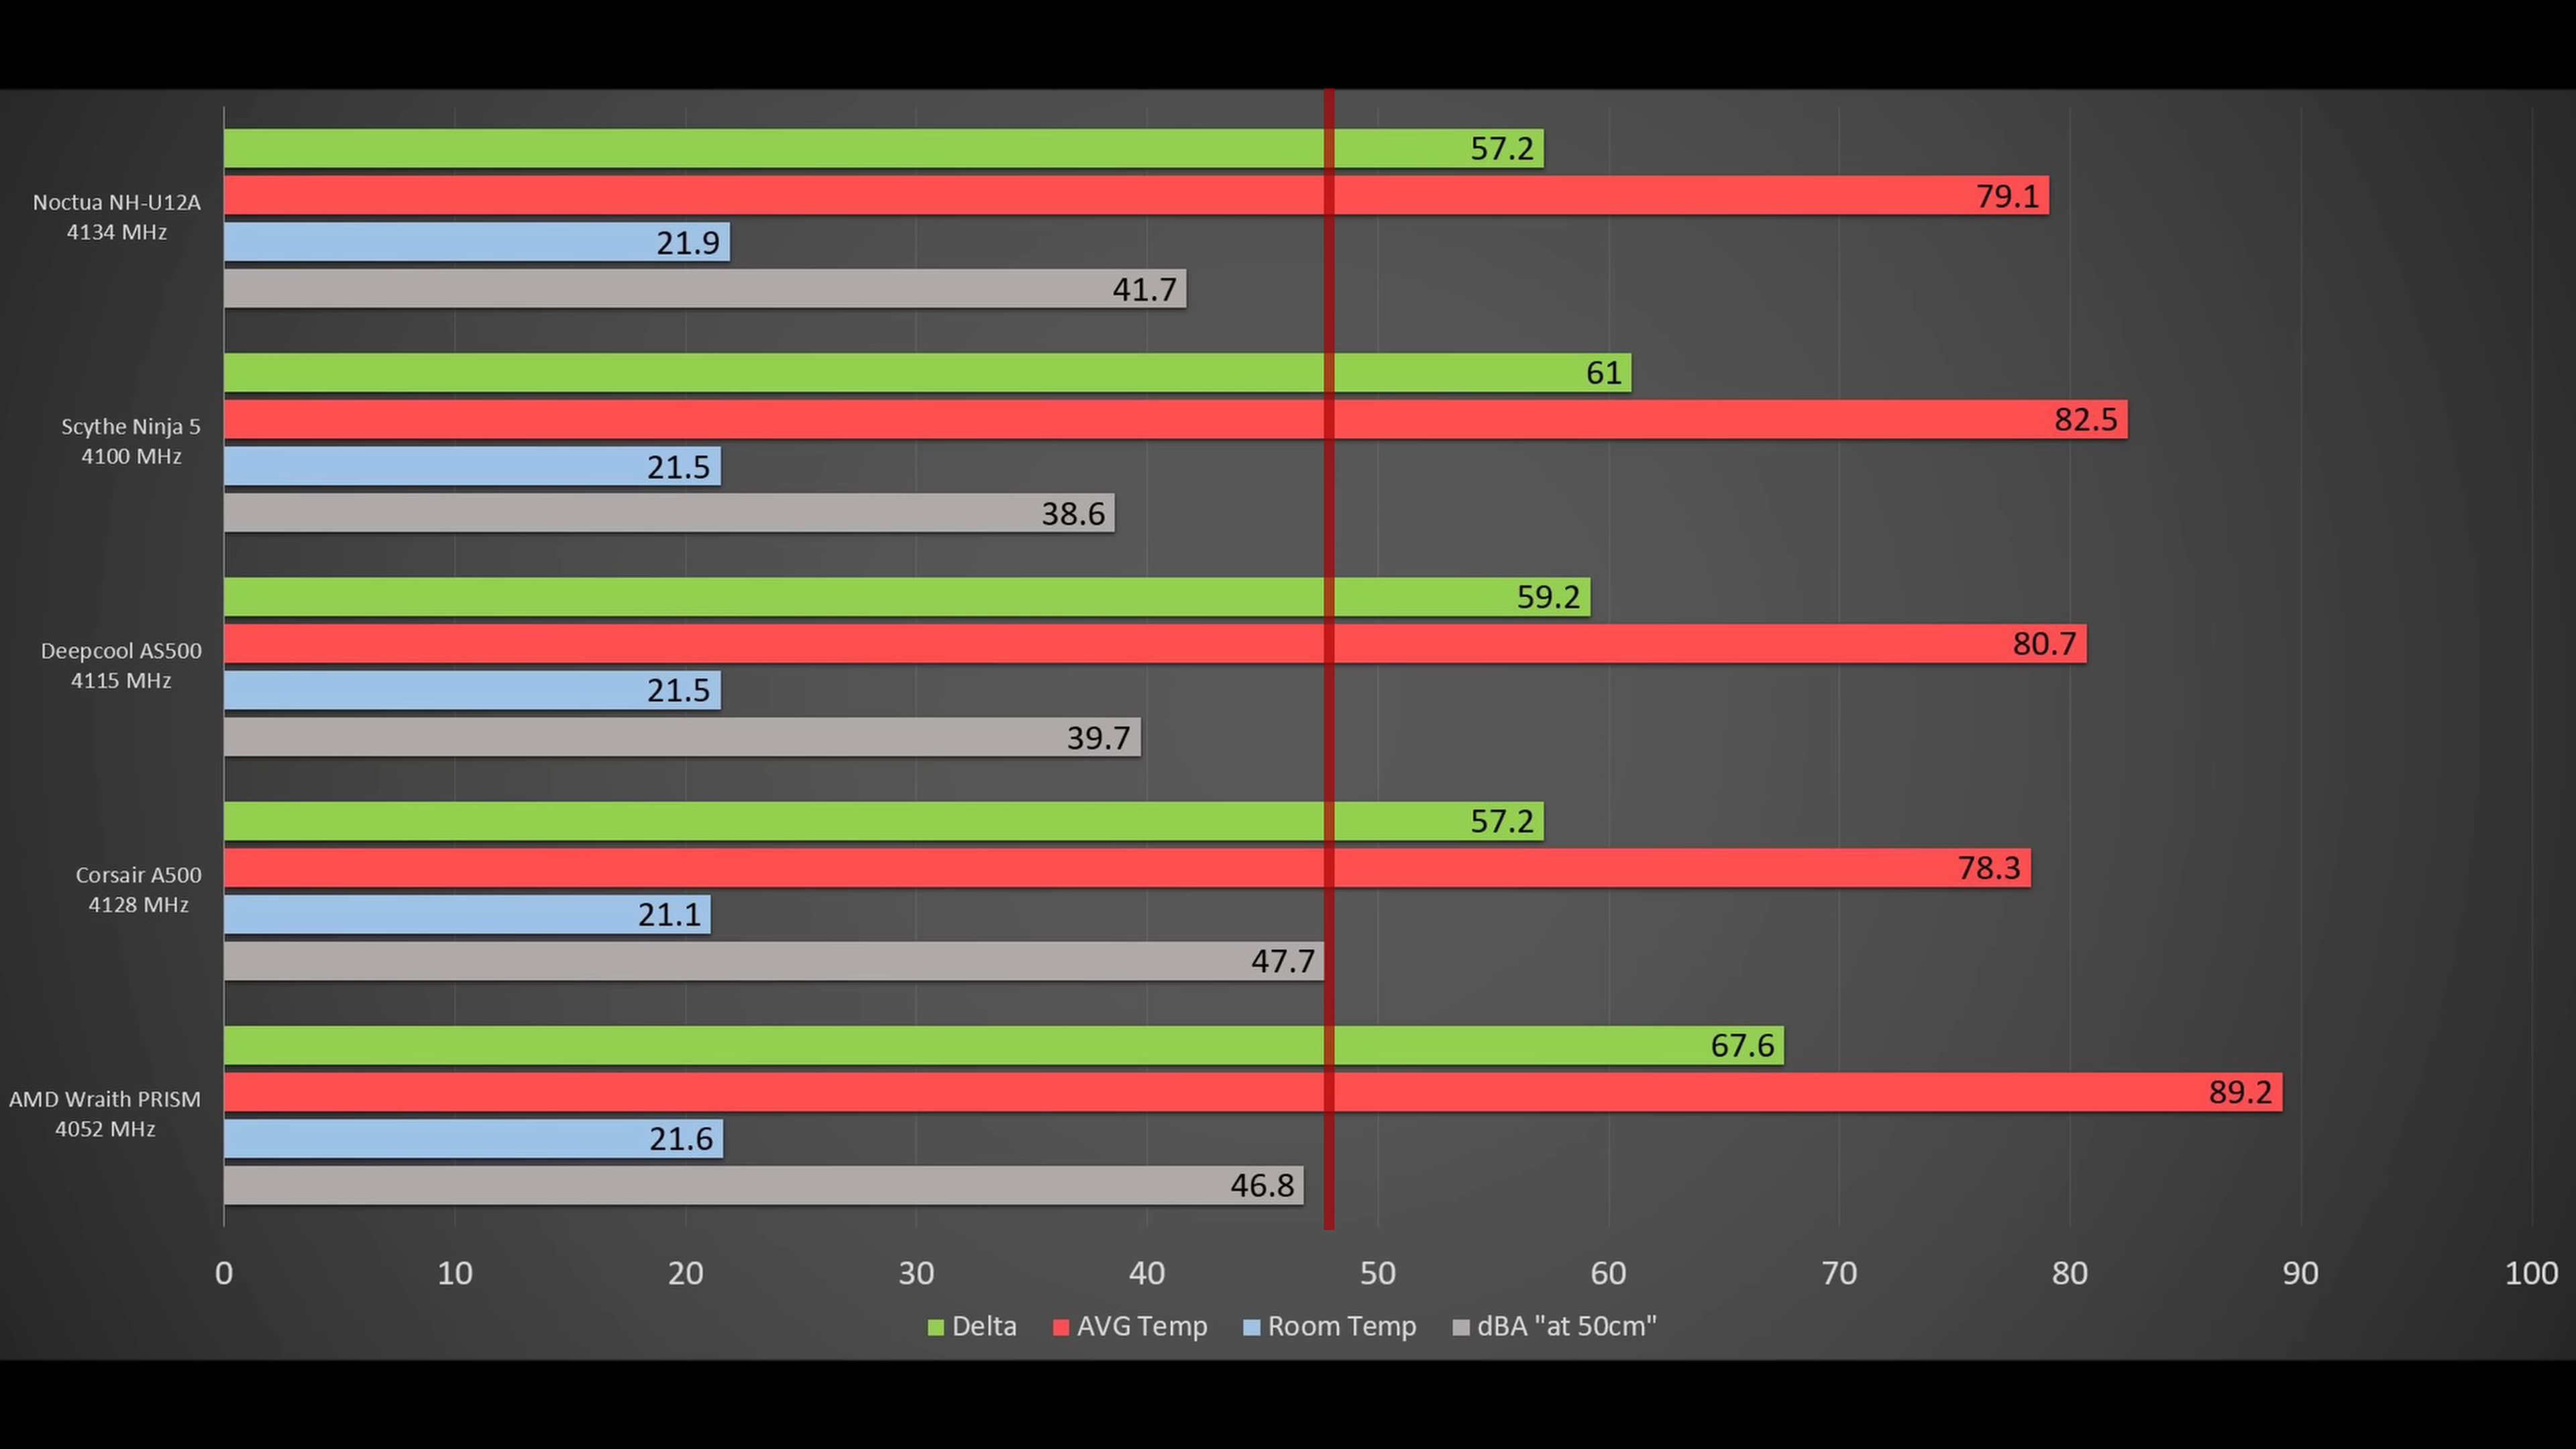 57.2
79.1
Noctua NH-U12A
4134 MHz
21.9
41.7
61
82.5
Scythe Ninja 5
4100 MHz
21.5
38.6
59.2
80.7
Deepcool AS500
4115 MHz
21.5
39.7
57.2
78.3
Corsair A500
4128 MHz
21.1
47.7
67.6
89.2
AMD Wraith PRISM
4052 MHz
21.6
46.8
0 10 20 30 40 50 60 70 80 90 100
Delta AVG Temp Room Temp dBA "at 50cm"